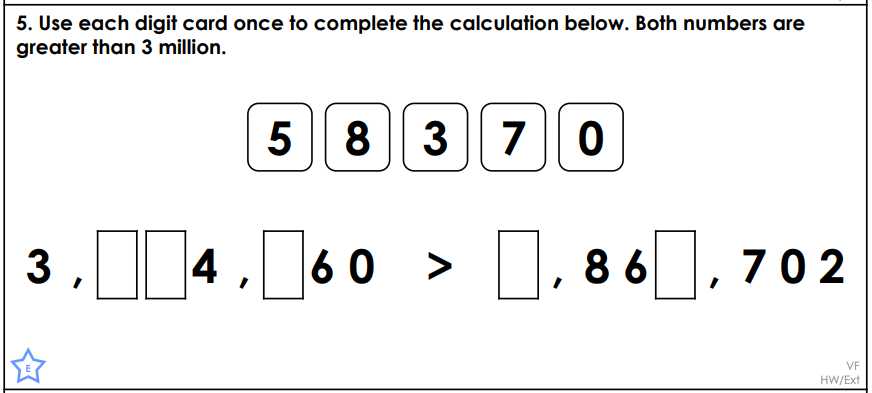 5. Use each digit card once to complete the calculation below. Both numbers are
greater than 3 million.
5 8 3 7 0
3 , 4 , 6 0 > , 8 6 , 7 0 2
E
VF
HW/Ext